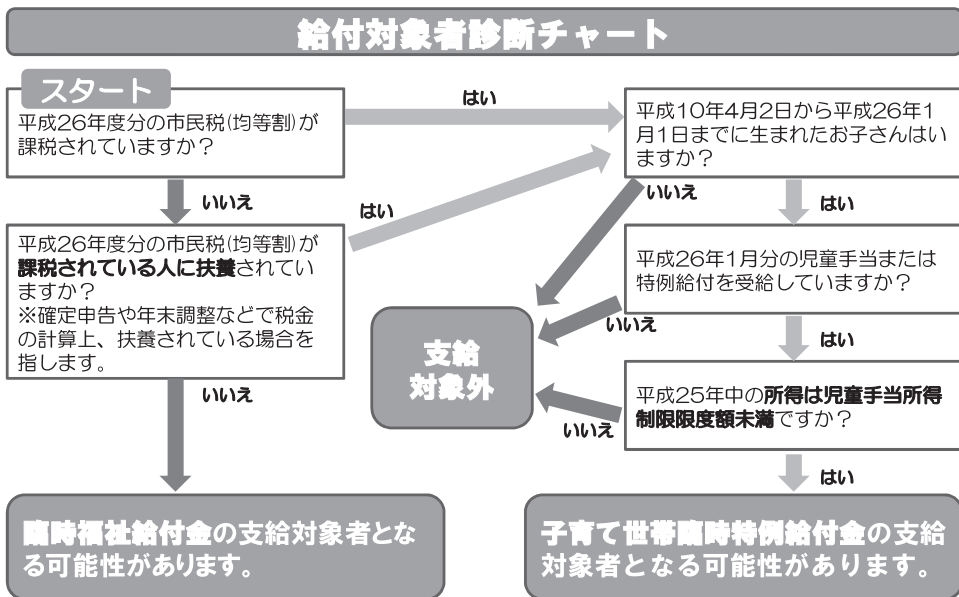 給付対象者診断チャート
スタート
平成26年度分の市民税(均等割)が
課税されていますか？
はい
平成10年4月2日から平成26年1
月1日までに生まれたお子さんはい
ますか？
いいえ
はい
いいえ
はい
平成26年度分の市民税(均等割)が
課税されている人に扶養されてい
ますか？
※確定申告や年末調整などで税金
の計算上、扶養されている場合を
指します。
平成26年1月分の児童手当または
特例給付を受給していますか？
いいえ
はい
支給
対象外
平成25年中の所得は児童手当所得
制限限度額未満ですか？
いいえ
いいえ
はい
臨時福祉給付金の支給対象者とな
る可能性があります。
子育て世帯臨時特例給付金の支給
対象者となる可能性があります。